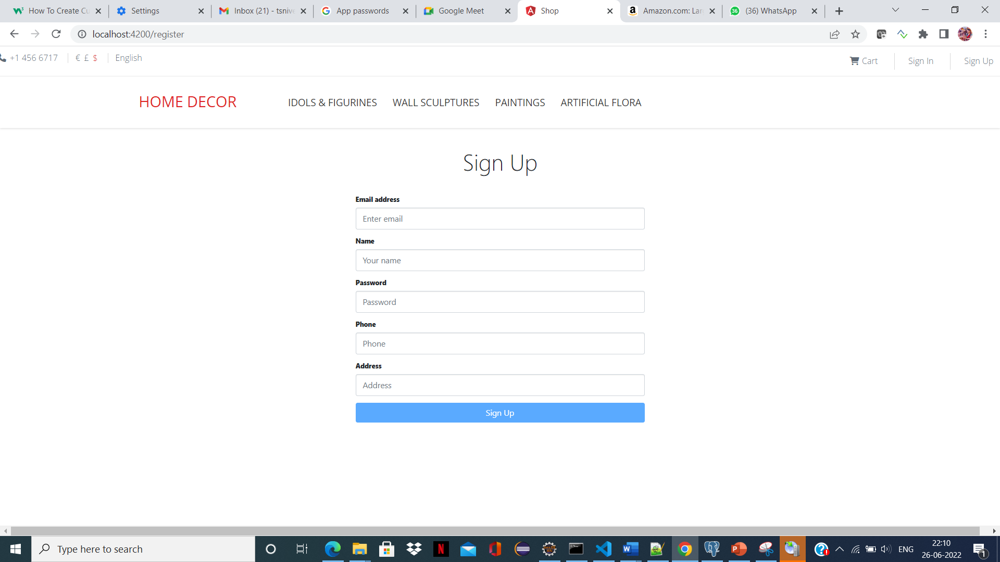 How To Create Cu
Settings
Inbox (21) - tsnive
App passwords
Google Meet
Shop
Amazon.com: Lar
(36) WhatsApp
localhost:4200/register
+1 456 6717
€ £ $
English
Cart
Sign In
Sign Up
HOME DECOR
IDOLS & FIGURINES
WALL SCULPTURES
PAINTINGS
ARTIFICIAL FLORA
Sign Up
Email address
Enter email
Name
Your name
Password
Password
Phone
Phone
Address
Address
Sign Up
Type here to search
ENG
22:10
26-06-2022
1